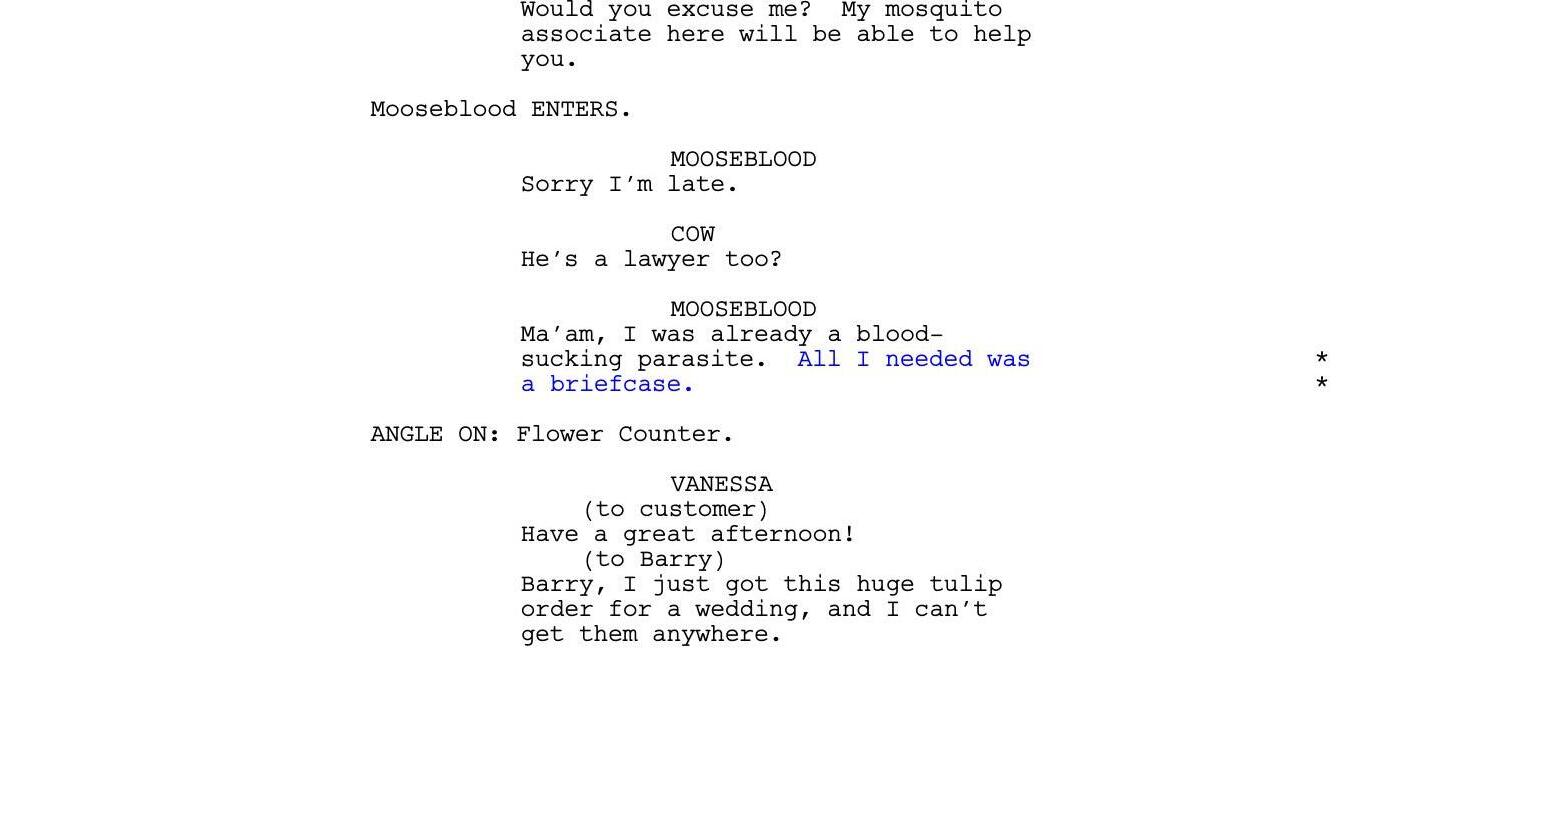 Would you excuse me?  My mosquito
associate here will be able to help
you.
Mooseblood ENTERS.
MOOSEBLOOD
Sorry I’m late.
COW
He’s a lawyer too?
MOOSEBLOOD
Ma’am, I was already a blood-
sucking parasite.  All I needed was *
a briefcase. *
ANGLE ON: Flower Counter.
VANESSA
(to customer)
Have a great afternoon!
(to Barry)
Barry, I just got this huge tulip
order for a wedding, and I can’t
get them anywhere.